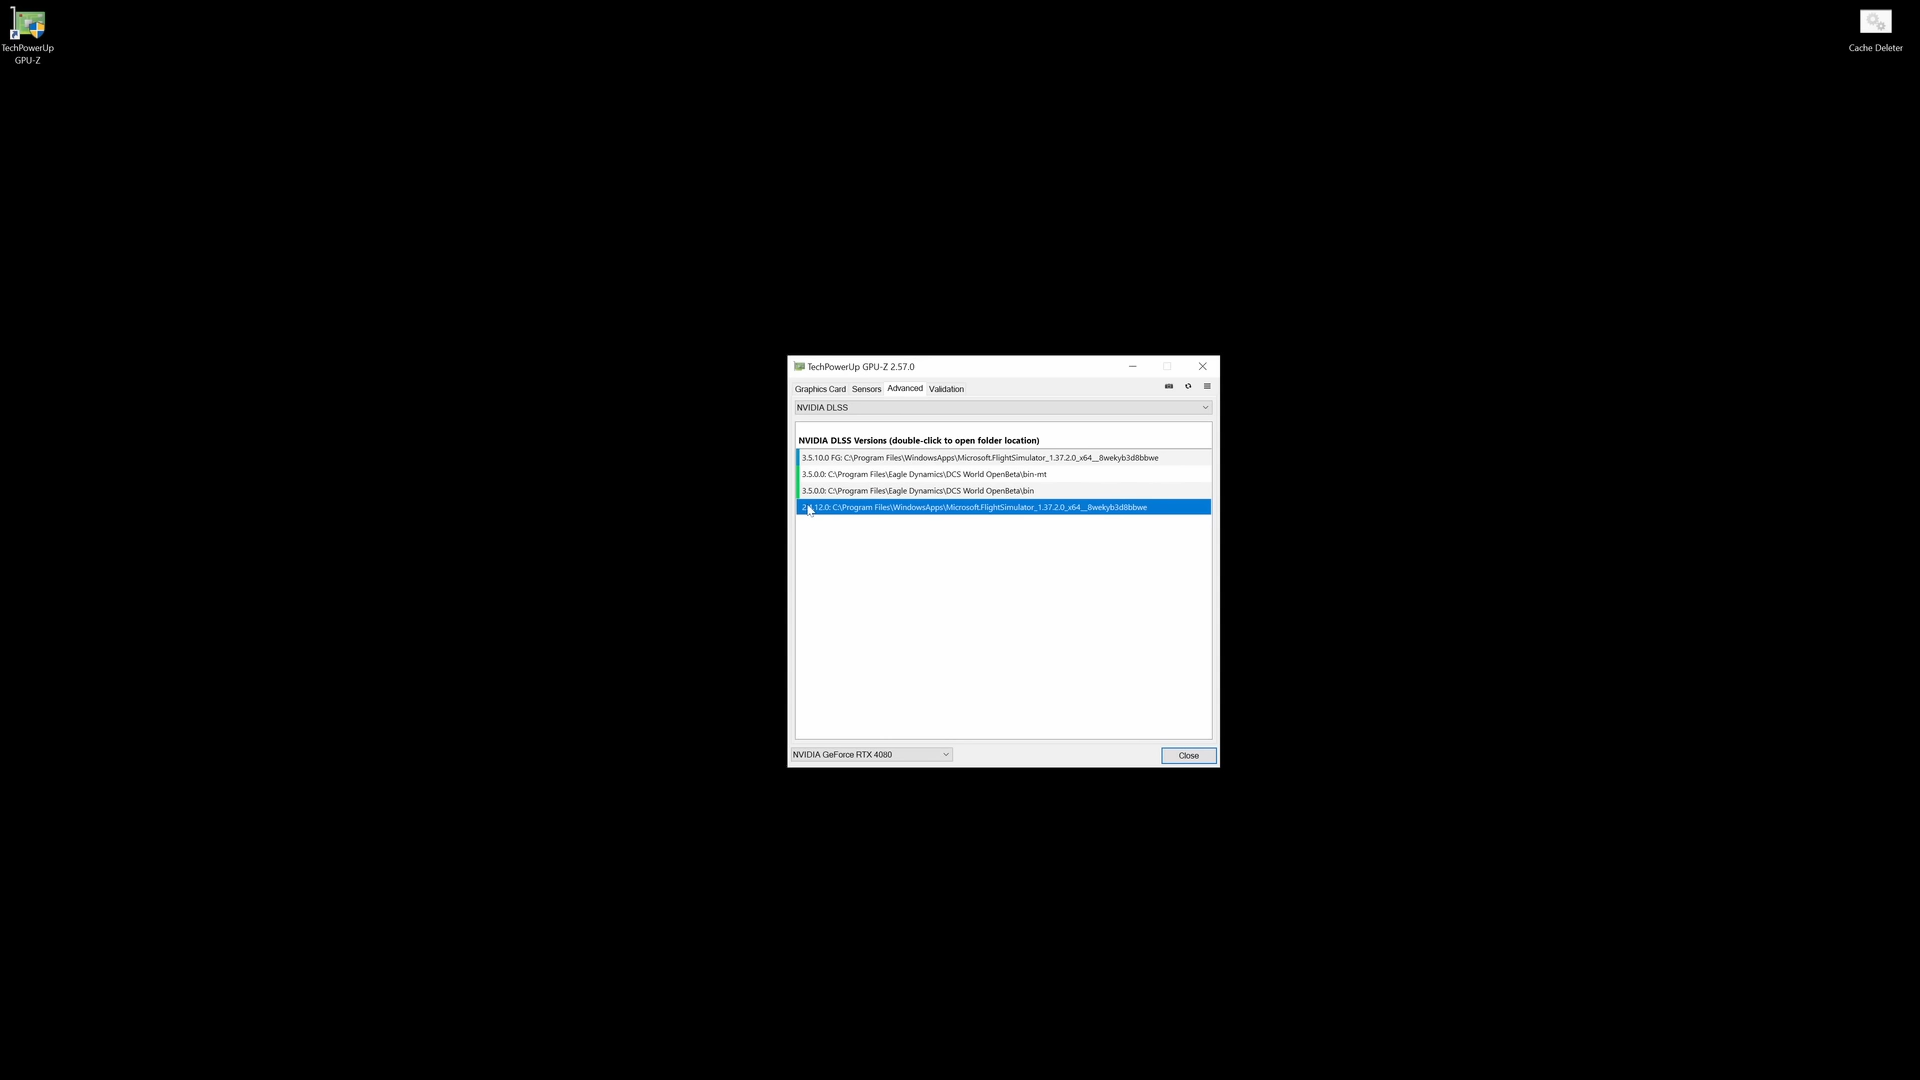 TechPowerUp
GPU-Z
Cache Deleter
TechPowerUp GPU-Z 2.57.0
Graphics Card Sensors Advanced Validation
NVIDIA DLSS
NVIDIA DLSS Versions (double-click to open folder location)
3.5.10.0 FG: C:\Program Files\WindowsApps\Microsoft.FlightSimulator_1.37.2.0_x64__8wekyb3d8bbwe
3.5.0.0: C:\Program Files\Eagle Dynamics\DCS World OpenBeta\bin-mt
3.5.0.0: C:\Program Files\Eagle Dynamics\DCS World OpenBeta\bin
C:\Program Files\WindowsApps\Microsoft.FlightSimulator_1.37.2.0_x64__8wekyb3d8bbwe
NVIDIA GeForce RTX 4080
Close